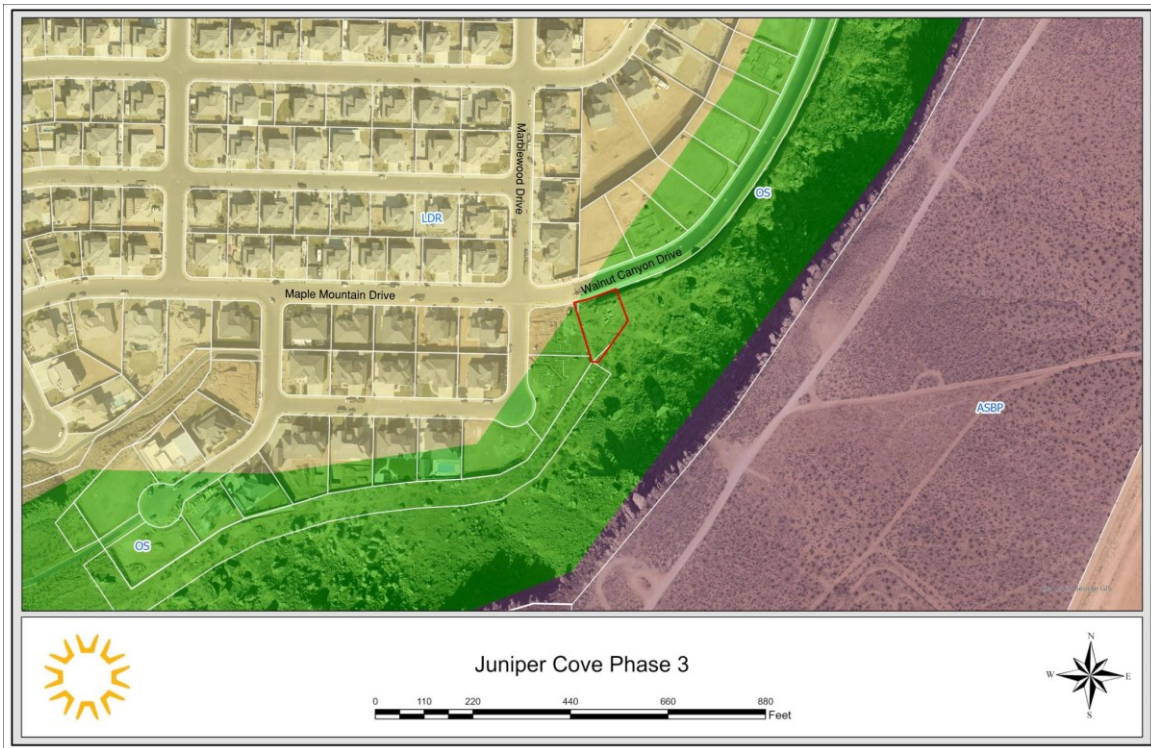 Marblewood Drive
OS
LDR
Walnut Canyon Drive
Maple Mountain Drive
ASBP
OS
Juniper Cove Phase 3
0 110 220 440 660 880
Feet
N
W E
S